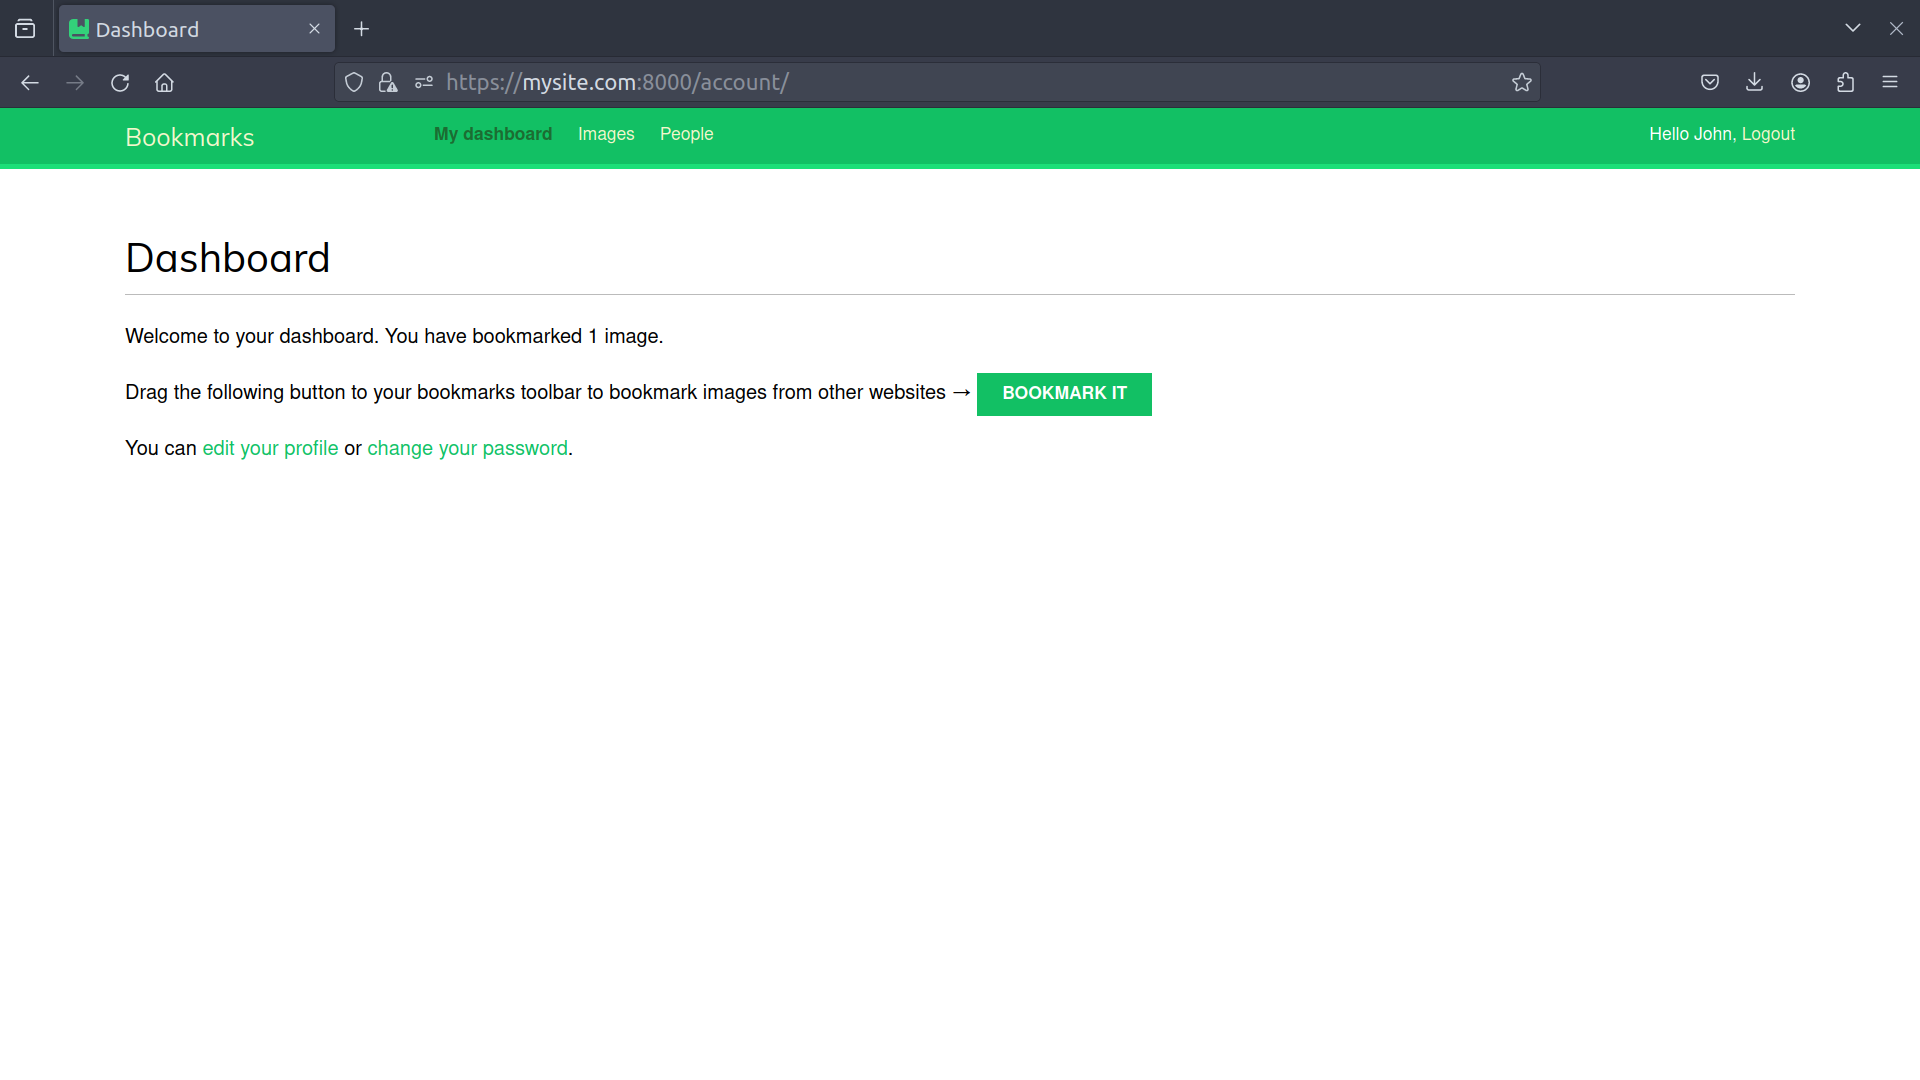 Dashboard
https://mysite.com:8000/account/
Bookmarks My dashboard Images People Hello John, Logout
Dashboard
Welcome to your dashboard. You have bookmarked 1 image.
Drag the following button to your bookmarks toolbar to bookmark images from other websites → BOOKMARK IT
You can edit your profile or change your password.